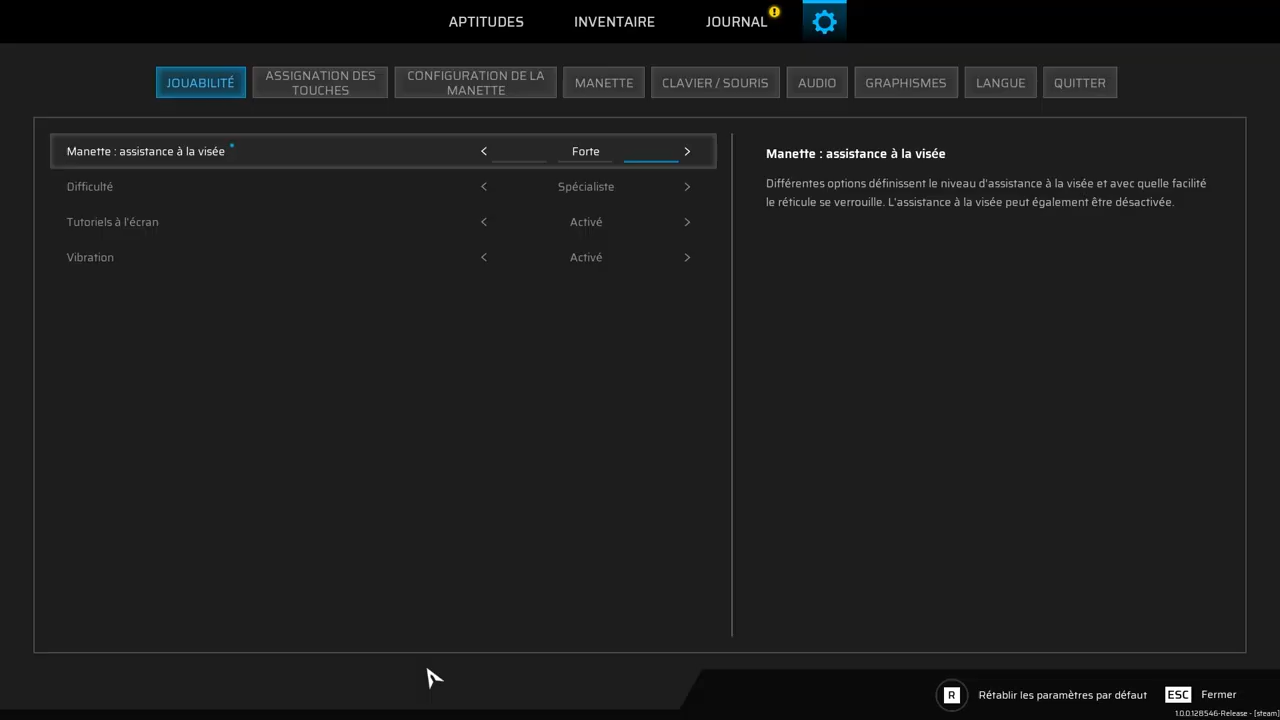 APTITUDES
INVENTAIRE
JOURNAL
JOUABILITÉ
ASSIGNATION DES
TOUCHES
CONFIGURATION DE LA
MANETTE
MANETTE
CLAVIER / SOURIS
AUDIO
GRAPHISMES
LANGUE
QUITTER
Manette : assistance à la visée *
Forte
Difficulté
Spécialiste
Tutoriels à l'écran
Activé
Vibration
Activé
Manette : assistance à la visée
Différentes options définissent le niveau d'assistance à la visée et avec quelle facilité
le réticule se verrouille. L'assistance à la visée peut également être désactivée.
R Rétablir les paramètres par défaut
ESC Fermer
1.0.0.128546-Release - [steam]